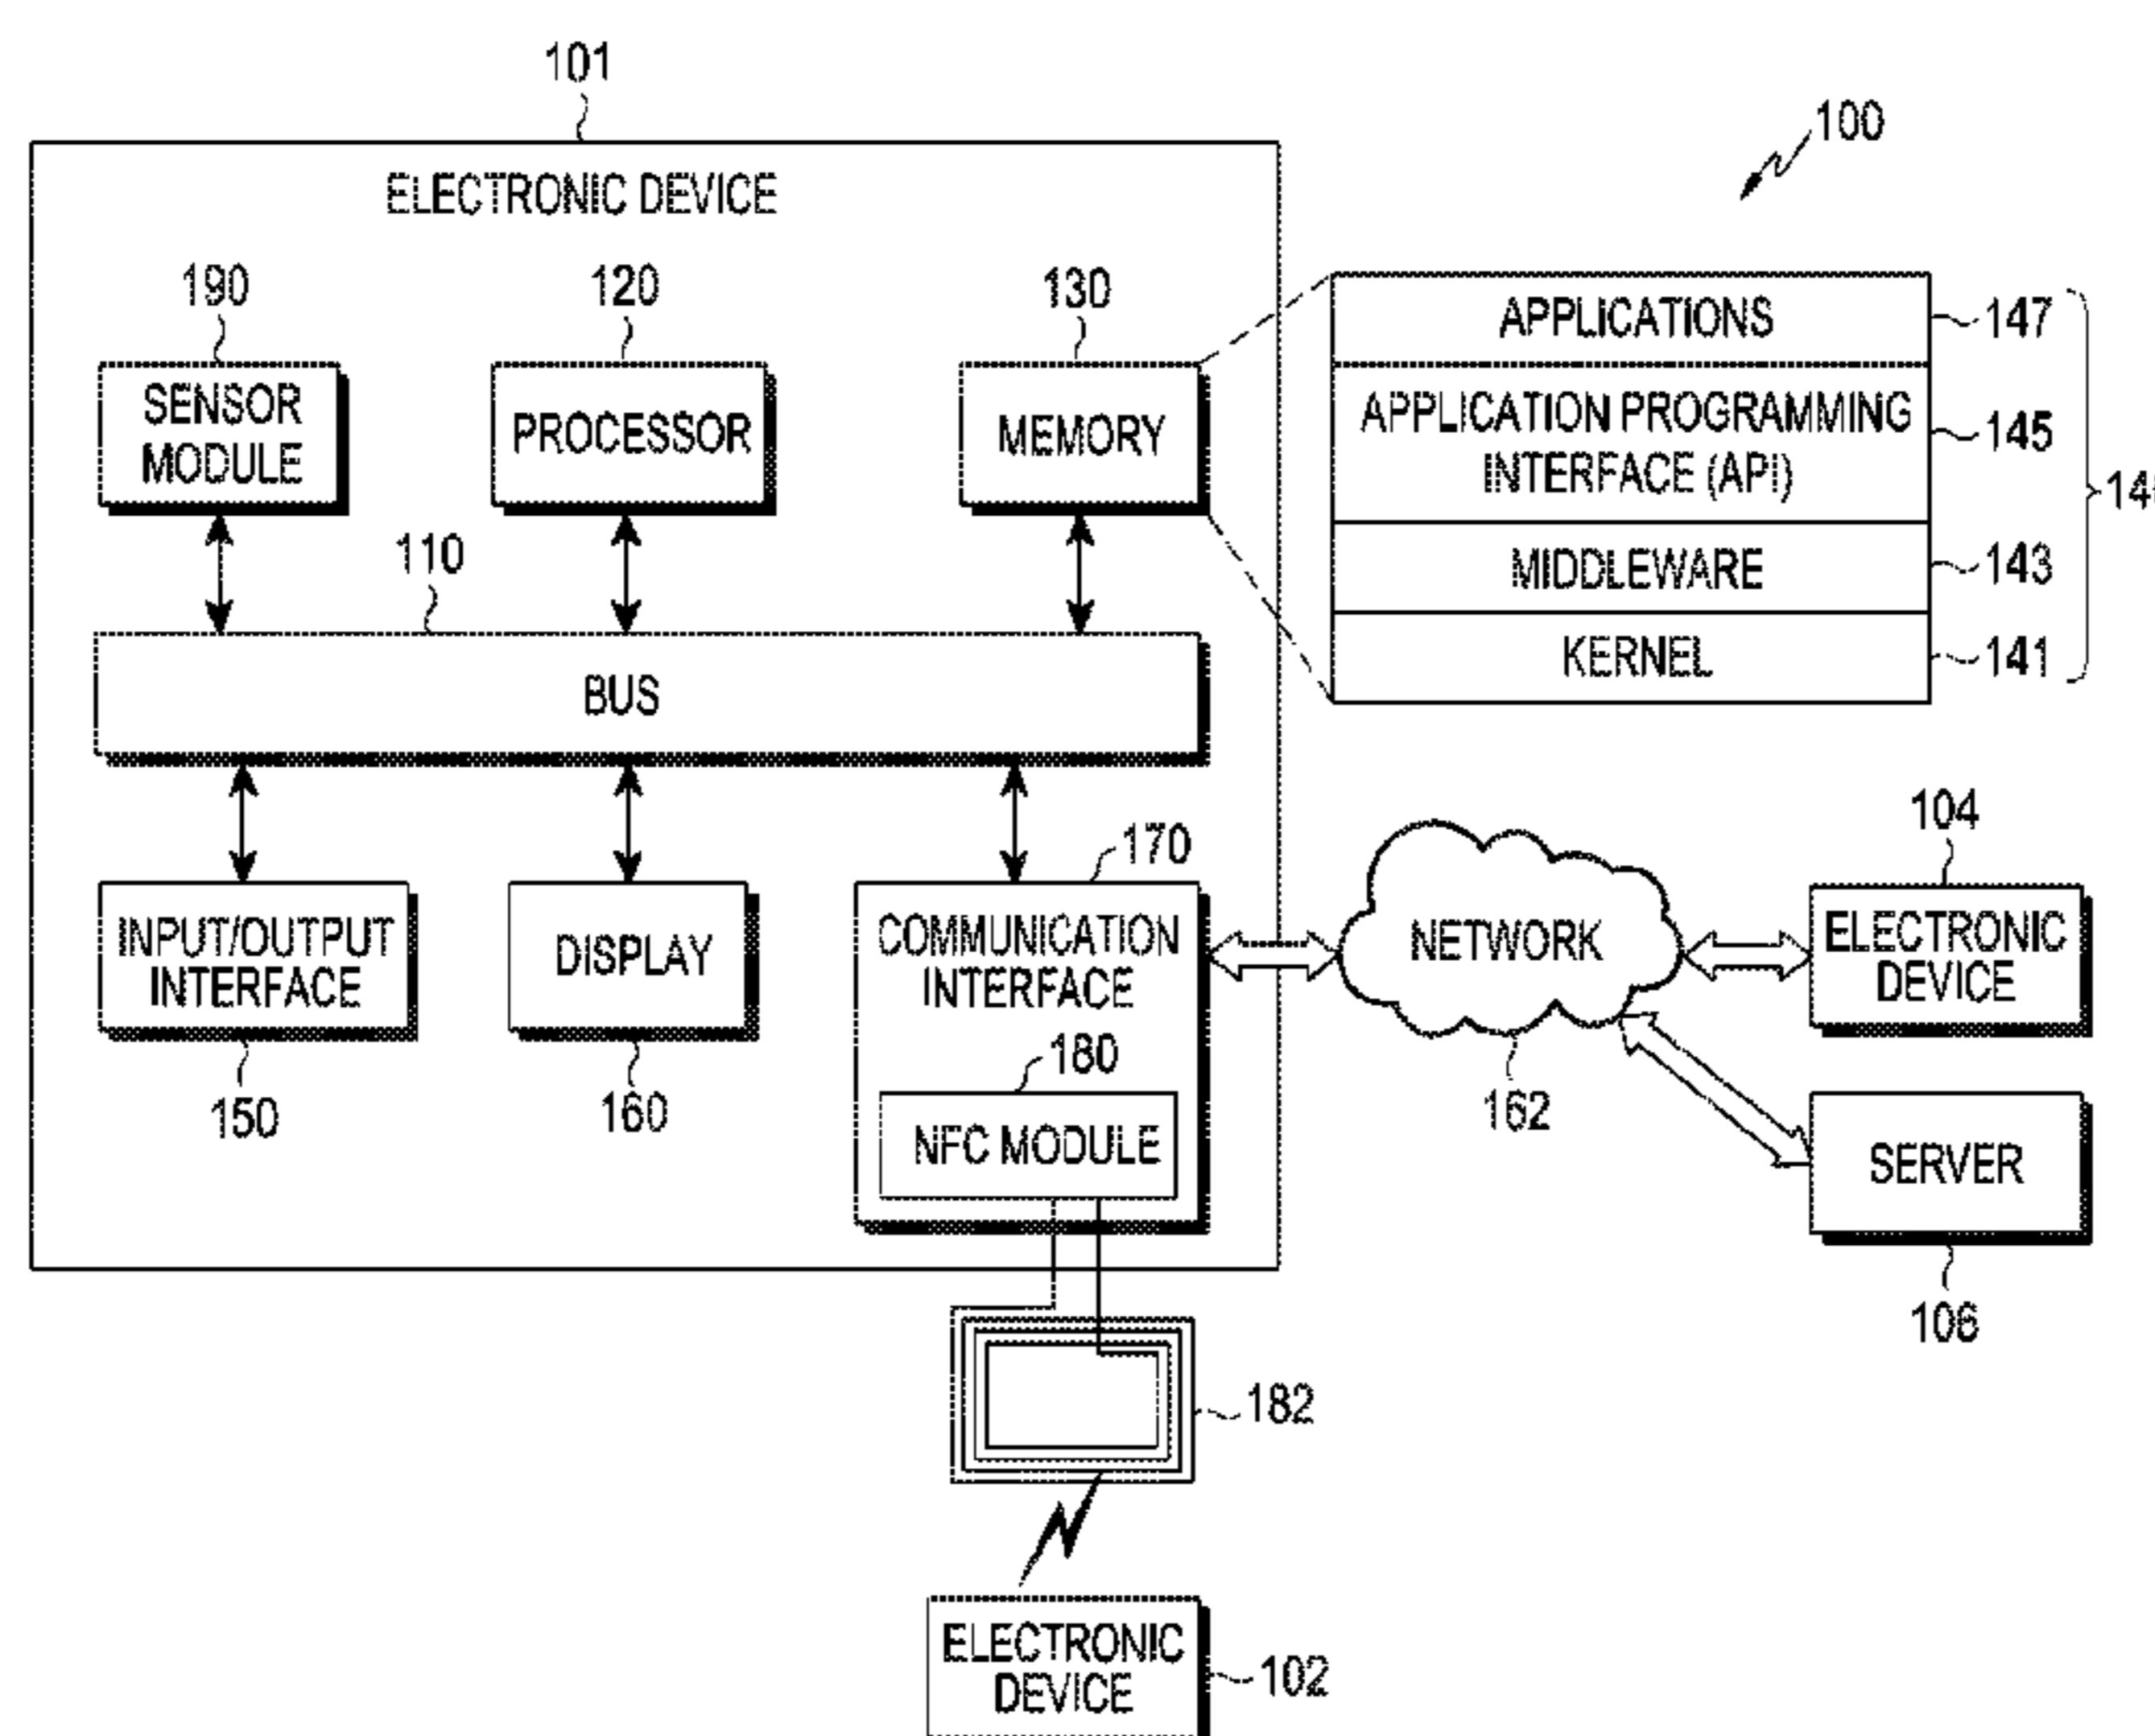 101
100
ELECTRONIC DEVICE
190
120
130
SENSOR
MODULE
PROCESSOR
MEMORY
APPLICATIONS
147
APPLICATION PROGRAMMING
INTERFACE (API)
145
MIDDLEWARE
143
KERNEL
141
110
BUS
170
104
INPUT/OUTPUT
INTERFACE
DISPLAY
COMMUNICATION
INTERFACE
NETWORK
ELECTRONIC
DEVICE
150
160
180
162
NFC MODULE
SERVER
106
182
ELECTRONIC
DEVICE
102